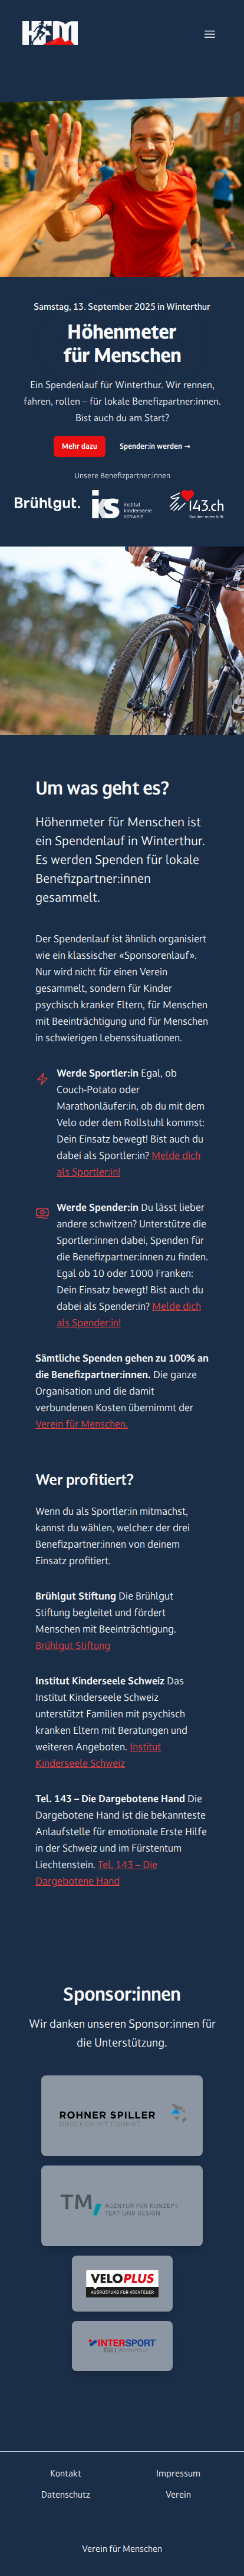 HFM
Samstag, 13. September 2025 in Winterthur
Höhenmeter
für Menschen
Ein Spendenlauf für Winterthur. Wir rennen,
fahren, rollen – für lokale Benefizpartner:innen.
Bist auch du am Start?
Mehr dazu
Spender:in werden →
Unsere Benefizpartner:innen
Brühlgut.
iks
institut
kinderseele
schweiz
143.ch
Darüber reden hilft
Um was geht es?
Höhenmeter für Menschen ist
ein Spendenlauf in Winterthur.
Es werden Spenden für lokale
Benefizpartner:innen
gesammelt.
Der Spendenlauf ist ähnlich organisiert
wie ein klassischer «Sponsorenlauf».
Nur wird nicht für einen Verein
gesammelt, sondern für Kinder
psychisch kranker Eltern, für Menschen
mit Beeinträchtigung und für Menschen
in schwierigen Lebenssituationen.
Werde Sportler:in Egal, ob
Couch-Potato oder
Marathonläufer:in, ob du mit dem
Velo oder dem Rollstuhl kommst:
Dein Einsatz bewegt! Bist auch du
dabei als Sportler:in? Melde dich
als Sportler:in!
Werde Spender:in Du lässt lieber
andere schwitzen? Unterstütze die
Sportler:innen dabei, Spenden für
die Benefizpartner:innen zu finden.
Egal ob 10 oder 1000 Franken:
Dein Einsatz bewegt! Bist auch du
dabei als Spender:in? Melde dich
als Spender:in!
Sämtliche Spenden gehen zu 100% an
die Benefizpartner:innen. Die ganze
Organisation und die damit
verbundenen Kosten übernimmt der
Verein für Menschen.
Wer profitiert?
Wenn du als Sportler:in mitmachst,
kannst du wählen, welche:r der drei
Benefizpartner:innen von deinem
Einsatz profitiert.
Brühlgut Stiftung Die Brühlgut
Stiftung begleitet und fördert
Menschen mit Beeinträchtigung.
Brühlgut Stiftung
Institut Kinderseele Schweiz Das
Institut Kinderseele Schweiz
unterstützt Familien mit psychisch
kranken Eltern mit Beratungen und
weiteren Angeboten. Institut
Kinderseele Schweiz
Tel. 143 – Die Dargebotene Hand Die
Dargebotene Hand ist die bekannteste
Anlaufstelle für emotionale Erste Hilfe
in der Schweiz und im Fürstentum
Liechtenstein. Tel. 143 – Die
Dargebotene Hand
Sponsor:innen
Wir danken unseren Sponsor:innen für
die Unterstützung.
ROHNER SPILLER
DRUCKEN MIT FORMAT
TM,
AGENTUR FÜR KONZEPT,
TEXT UND DESIGN
VELOPLUS
AUSRÜSTUNG FÜR ABENTEUER
INTERSPORT
EGLI Winterthur
Kontakt
Impressum
Datenschutz
Verein
Verein für Menschen